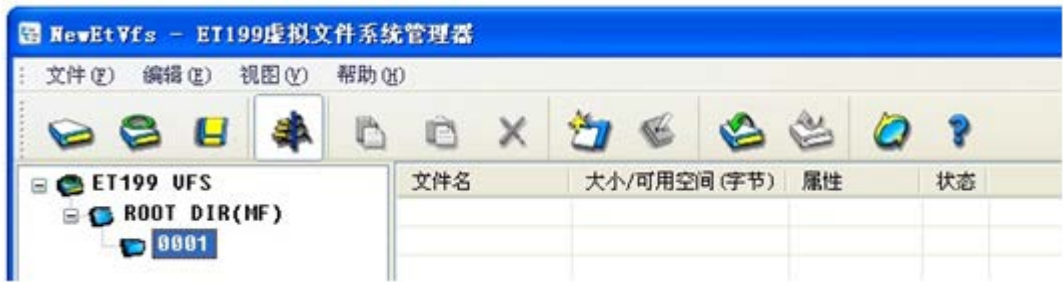 NewEtVfs - ET199虚拟文件系统管理器
文件(F) 编辑(E) 视图(V) 帮助(H)
ET199 VFS
文件名 大小/可用空间(字节) 属性 状态
ROOT DIR(MF)
0001